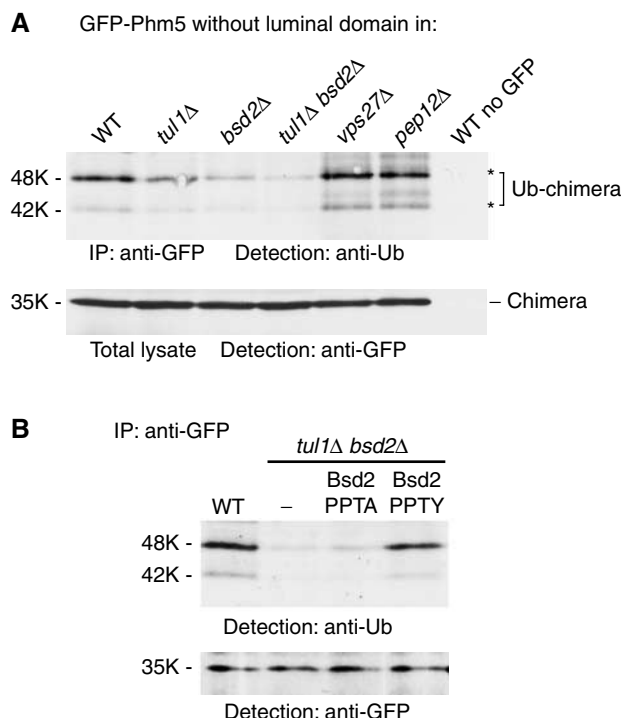 A GFP-Phm5 without luminal domain in:
WT tul1Δ bsd2Δ tul1Δ bsd2Δ vps27Δ pep12Δ WT no GFP
48K - *
Ub-chimera
42K - *
IP: anti-GFP Detection: anti-Ub
35K - – Chimera
Total lysate Detection: anti-GFP
B IP: anti-GFP
tul1Δ bsd2Δ
Bsd2 Bsd2
WT – PPTA PPTY
48K -
42K -
Detection: anti-Ub
35K -
Detection: anti-GFP